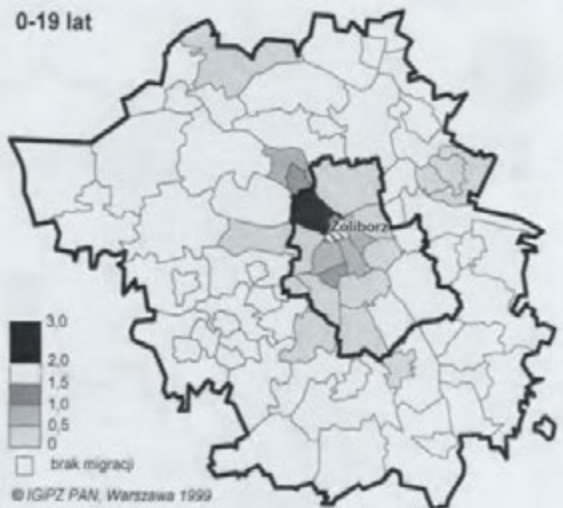 0-19 lat
Żoliborz
3,0
2,0
1,5
1,0
0,5
0
brak migracji
© IGiPZ PAN, Warszawa 1999